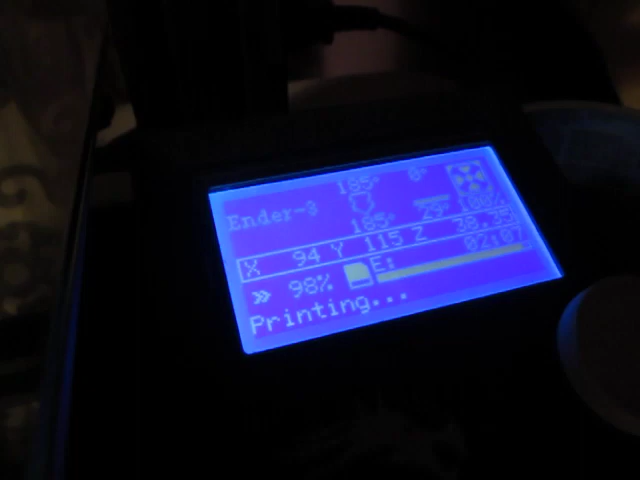 185° 0°
Ender-3
185° 29° 100%
X 94 Y 115 Z 38.35
E: 02:07
» 98%
Printing...